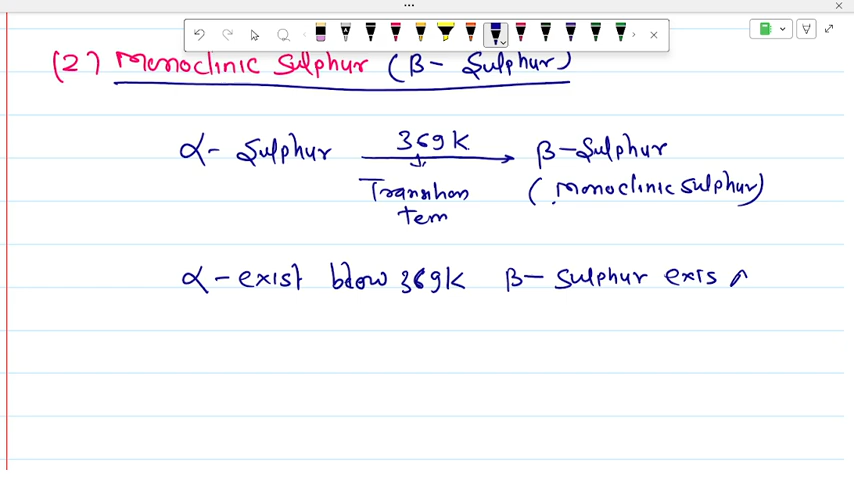 (2) Monoclinic Sulphur (β- Sulphur)
α- Sulphur 369K β-Sulphur
Transition (Monoclinic sulphur)
tem
α-exist below 369K β- sulphur exis